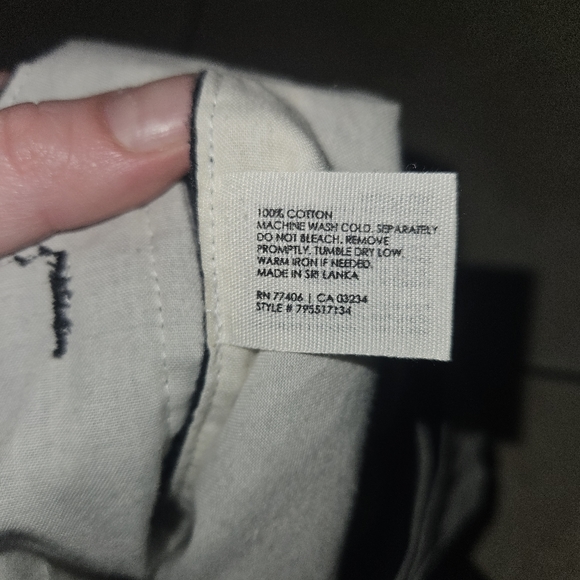 100% COTTON
MACHINE WASH COLD, SEPARATELY
DO NOT BLEACH, REMOVE
PROMPTLY, TUMBLE DRY LOW,
WARM IRON IF NEEDED.
MADE IN SRI LANKA
RN 77406 | CA 03234
STYLE # 795517134